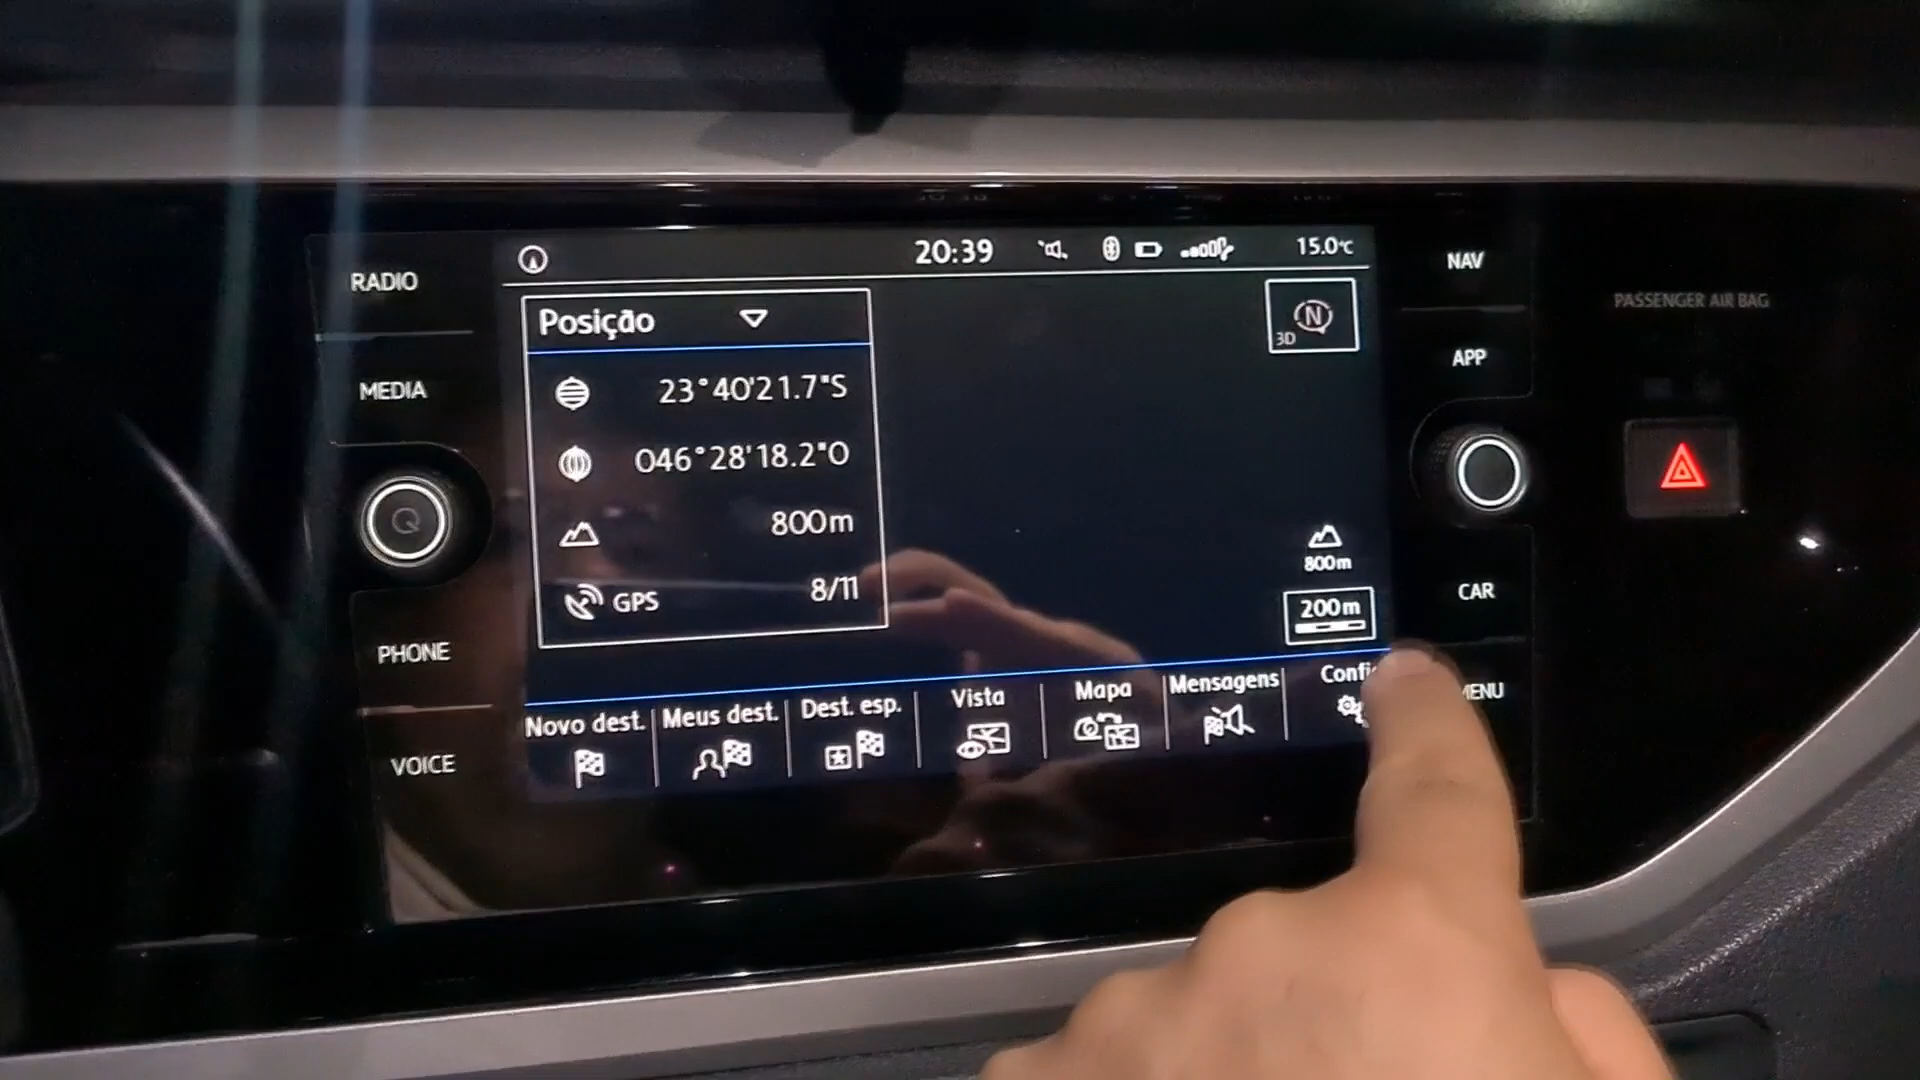 RADIO
MEDIA
PHONE
VOICE
20:39
15.0°C
Posição
23°40'21.7"S
046°28'18.2"O
800m
GPS 8/11
N
3D
800m
200m
Novo dest.
Meus dest.
Dest. esp.
Vista
Mapa
Mensagens
NAV
APP
CAR
PASSENGER AIR BAG